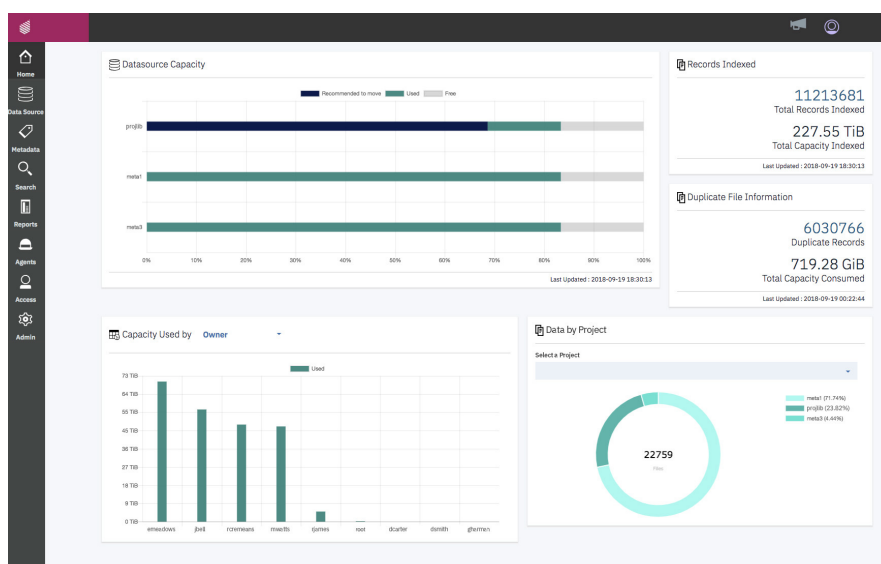 Home
Data Source
Metadata
Search
Reports
Agents
Access
Admin
Datasource Capacity
Recommended to move Used Free
projlib
meta1
meta3
0% 10% 20% 30% 40% 50% 60% 70% 80% 90% 100%
Last Updated : 2018-09-19 18:30:13
Records Indexed
11213681
Total Records Indexed
227.55 TiB
Total Capacity Indexed
Last Updated : 2018-09-19 18:30:13
Duplicate File Information
6030766
Duplicate Records
719.28 GiB
Total Capacity Consumed
Last Updated : 2018-09-19 00:22:44
Capacity Used by Owner
Used
73 TiB
64 TiB
55 TiB
45 TiB
36 TiB
27 TiB
18 TiB
9 TiB
0 TiB
emeadows jbell rcremeans mwatts rjames root dcarter dsmith
Data by Project
Select a Project
meta1 (71.74%)
projlib (23.82%)
meta3 (4.44%)
22759
Files